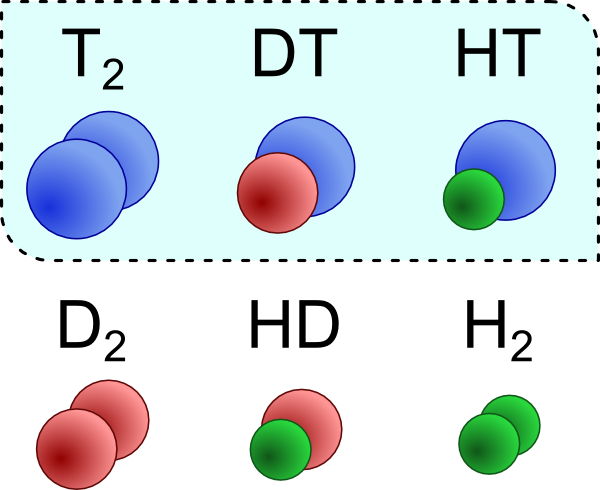 T₂ DT HT
D₂ HD H₂